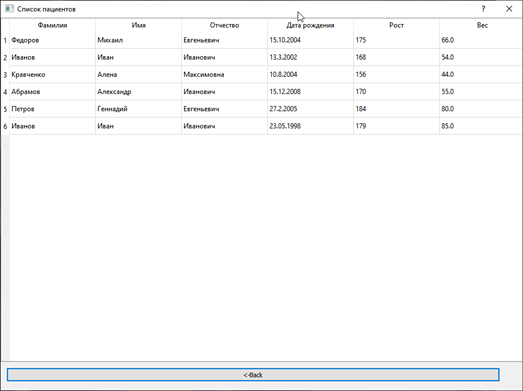 Список пациентов
Фамилия Имя Отчество Дата рождения Рост Вес
1 Федоров Михаил Евгеньевич 15.10.2004 175 66.0
2 Иванов Иван Иванович 13.3.2002 168 54.0
3 Кравченко Алена Максимовна 10.8.2004 156 44.0
4 Абрамов Александр Иванович 15.12.2008 170 55.0
5 Петров Геннадий Евгеньевич 27.2.2005 184 80.0
6 Иванов Иван Иванович 23.05.1998 179 85.0
<-Back